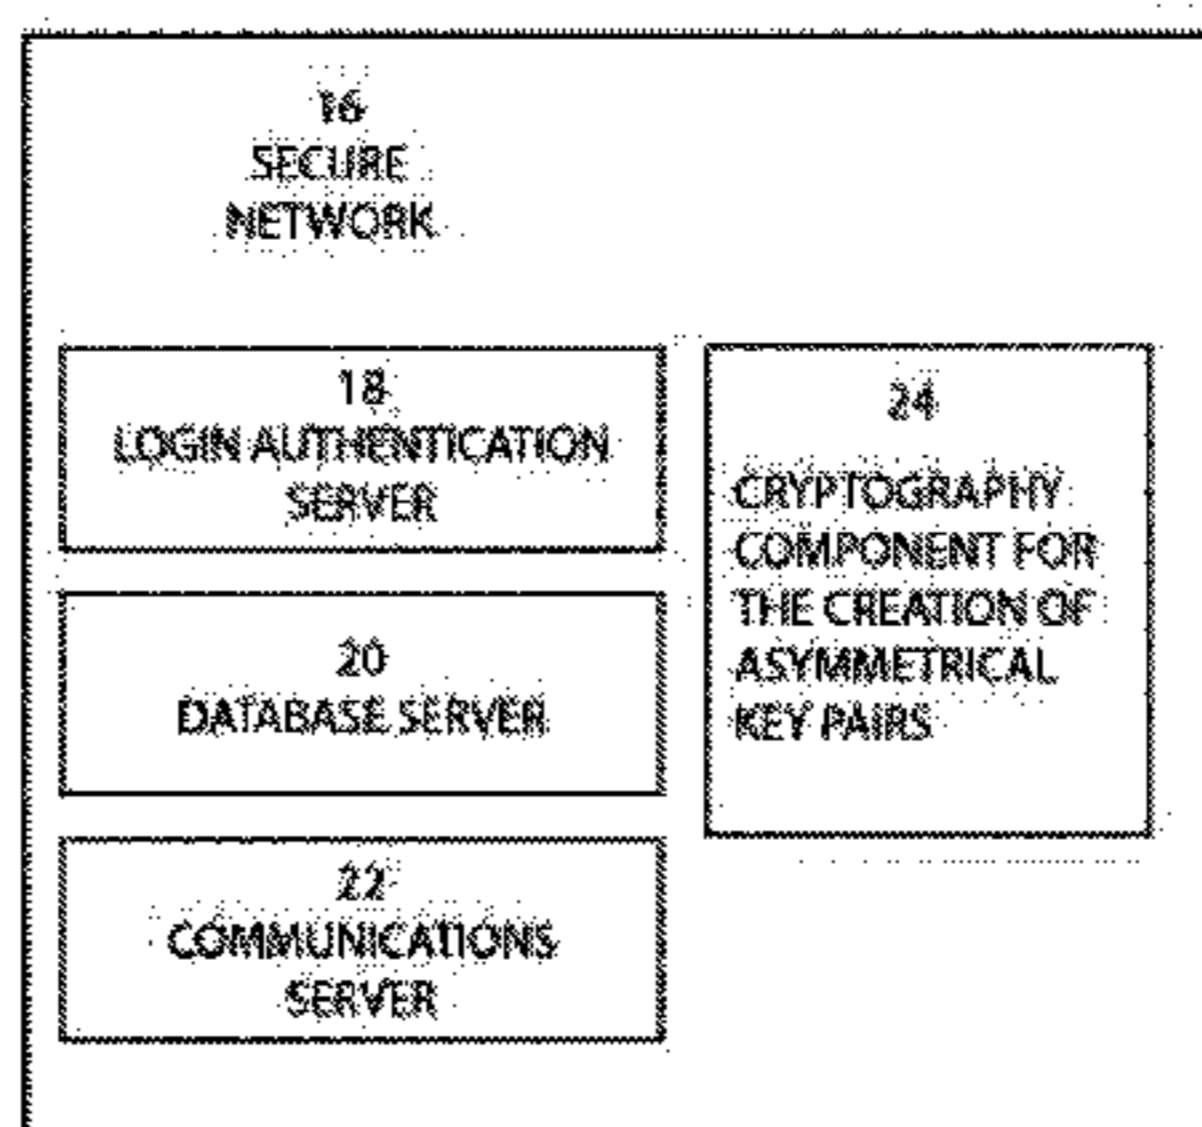 16
SECURE
NETWORK
18
LOGIN AUTHENTICATION
SERVER
20
DATABASE SERVER
22
COMMUNICATIONS
SERVER
24
CRYPTOGRAPHY
COMPONENT FOR
THE CREATION OF
ASYMMETRICAL
KEY PAIRS